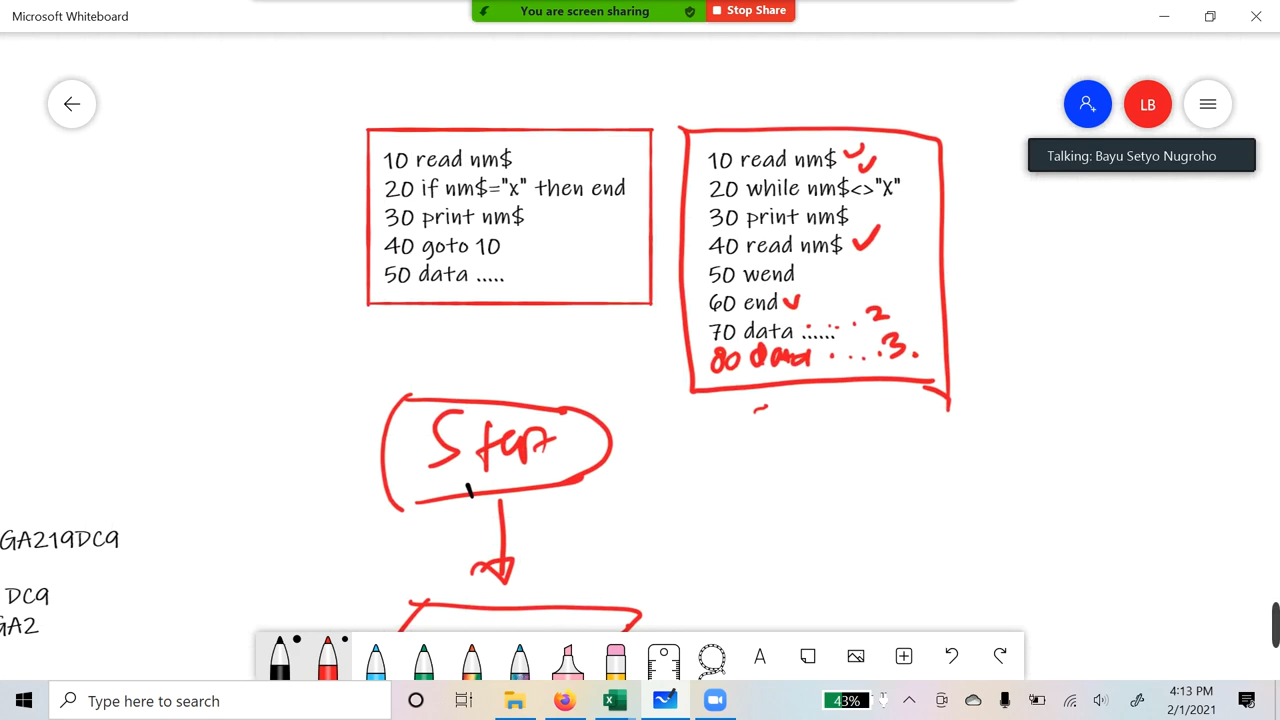 Microsoft Whiteboard
You are screen sharing
Stop Share
LB
Talking: Bayu Setyo Nugroho
10 read nm$
20 if nm$="x" then end
30 print nm$
40 goto 10
50 data .....
10 read nm$
20 while nm$<>"X"
30 print nm$
40 read nm$
50 wend
60 end
70 data ...... 2
80 data ..... 3.
Start
GA219DC9
DC9
GA2
A
Type here to search
43%
4:13 PM
2/1/2021